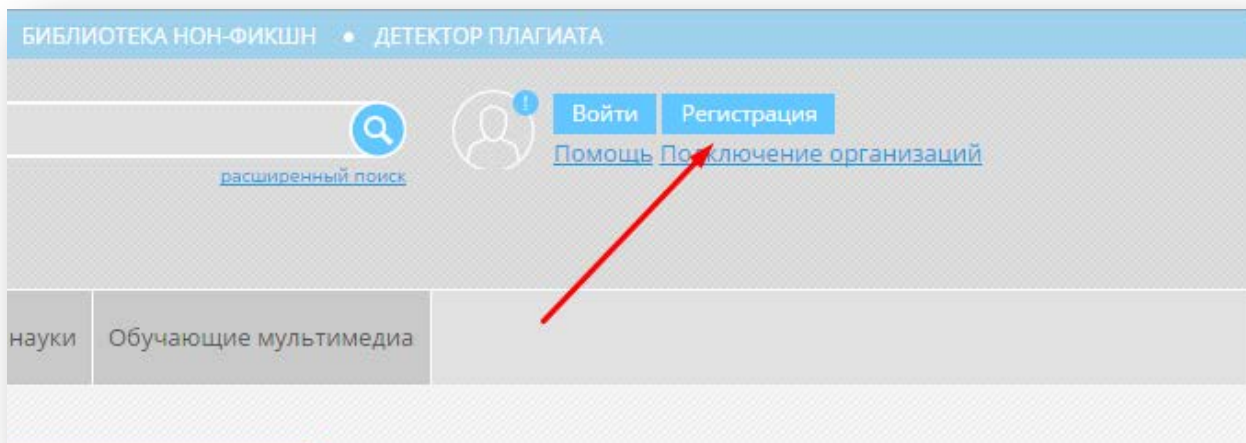 БИБЛИОТЕКА НОН-ФИКШН • ДЕТЕКТОР ПЛАГИАТА
Войти Регистрация
Помощь Подключение организаций
расширенный поиск
науки Обучающие мультимедиа